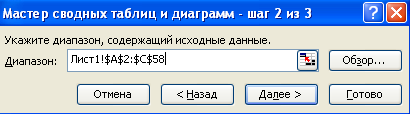 Мастер сводных таблиц и диаграмм - шаг 2 из 3
Укажите диапазон, содержащий исходные данные.
Диапазон: Лист1!$A$2:$C$58 Обзор...
Отмена < Назад Далее > Готово